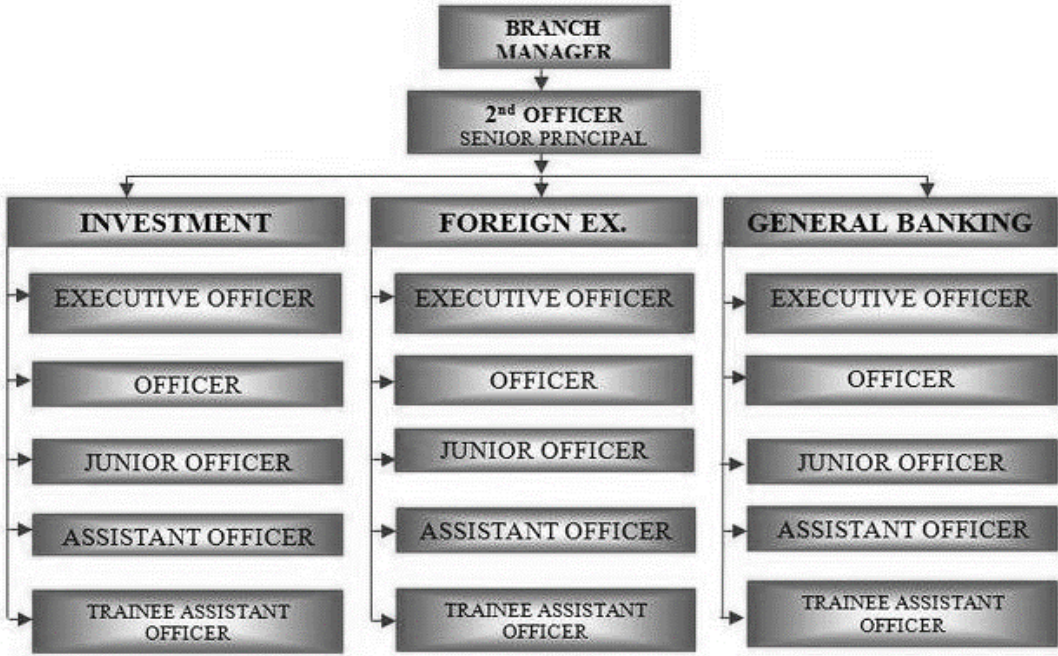 BRANCH
MANAGER
2nd OFFICER
SENIOR PRINCIPAL
INVESTMENT
EXECUTIVE OFFICER
OFFICER
JUNIOR OFFICER
ASSISTANT OFFICER
TRAINEE ASSISTANT
OFFICER
FOREIGN EX.
EXECUTIVE OFFICER
OFFICER
JUNIOR OFFICER
ASSISTANT OFFICER
TRAINEE ASSISTANT
OFFICER
GENERAL BANKING
EXECUTIVE OFFICER
OFFICER
JUNIOR OFFICER
ASSISTANT OFFICER
TRAINEE ASSISTANT
OFFICER